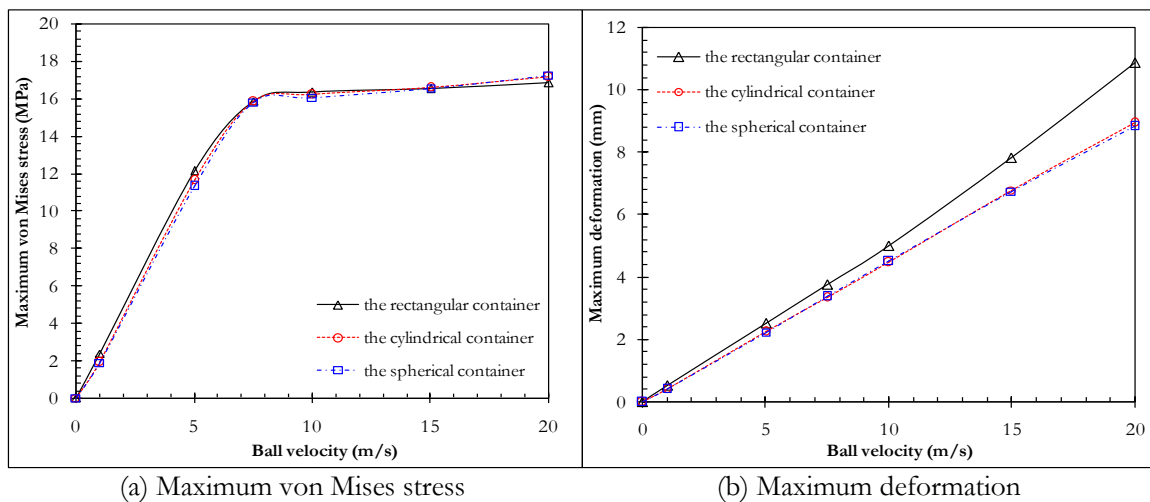 20
18
16
14
12
10
8
6
4
2
0
Maximum von Mises stress (MPa)
the rectangular container
the cylindrical container
the spherical container
0 5 10 15 20
Ball velocity (m/s)
(a) Maximum von Mises stress
12
10
8
6
4
2
0
Maximum deformation (mm)
the rectangular container
the cylindrical container
the spherical container
0 5 10 15 20
Ball velocity (m/s)
(b) Maximum deformation